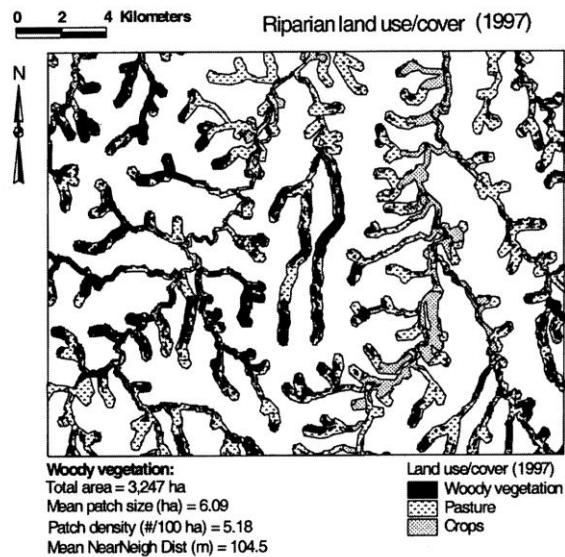 0 2 4 Kilometers
Riparian land use/cover (1997)
N
Woody vegetation:
Total area = 3,247 ha
Mean patch size (ha) = 6.09
Patch density (#/100 ha) = 5.18
Mean NearNeigh Dist (m) = 104.5
Land use/cover (1997)
Woody vegetation
Pasture
Crops